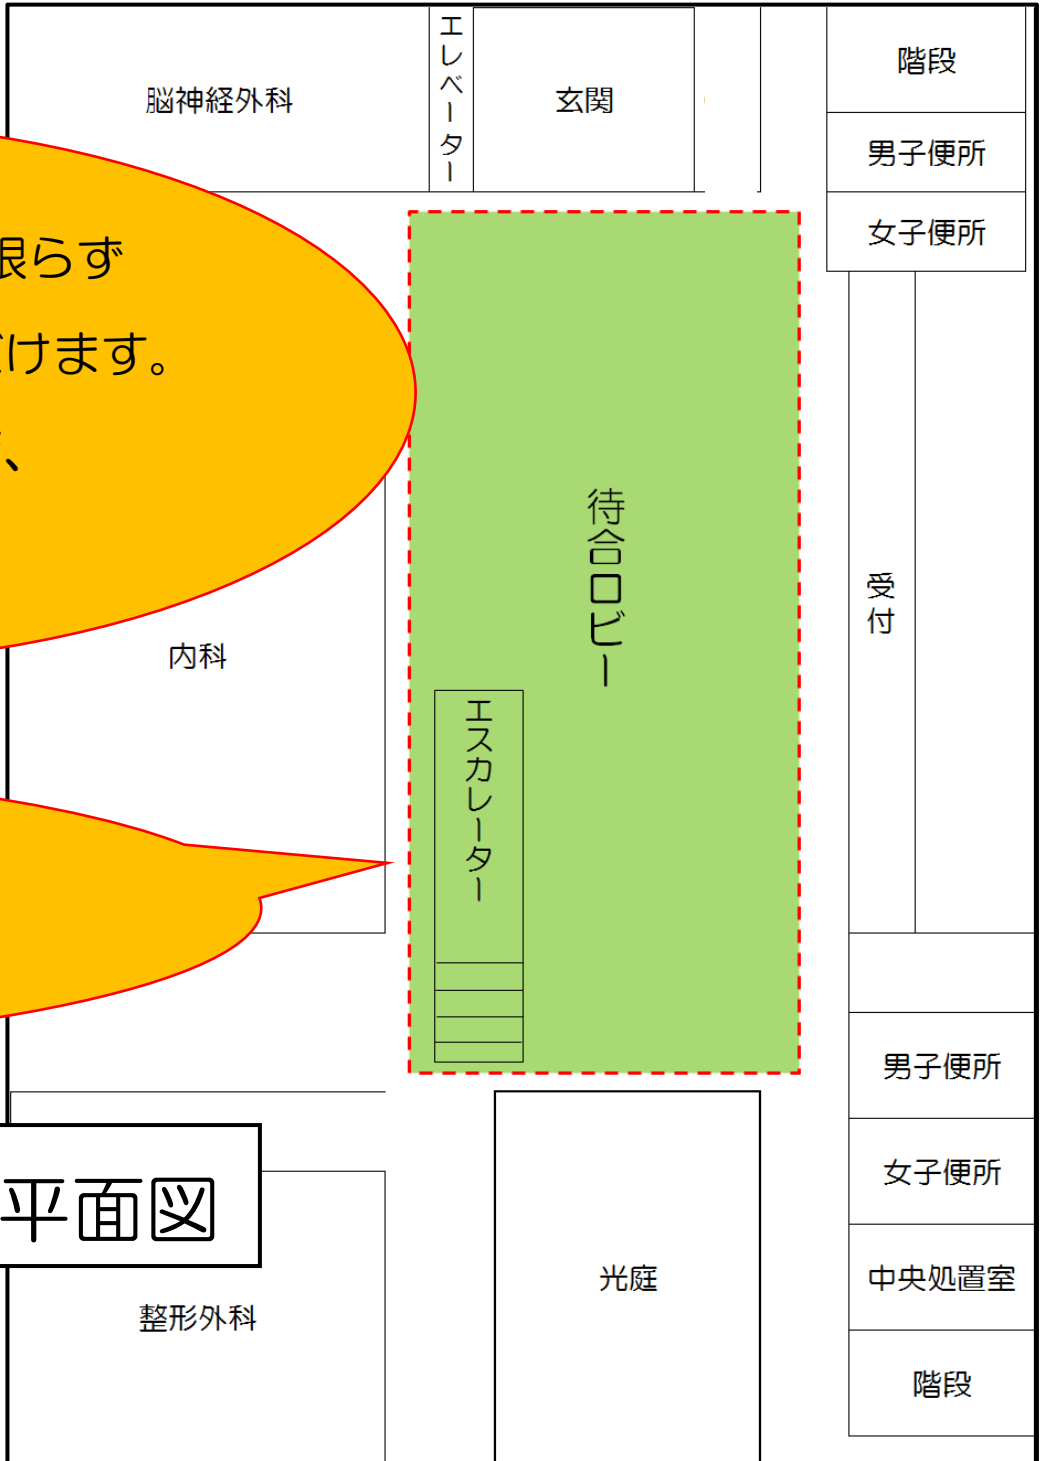 エレベーター
脳神経外科
玄関
階段
男子便所
女子便所
限らず
けます。
、
待合ロビー
受付
内科
エスカレーター
男子便所
女子便所
中央処置室
階段
平面図
光庭
整形外科